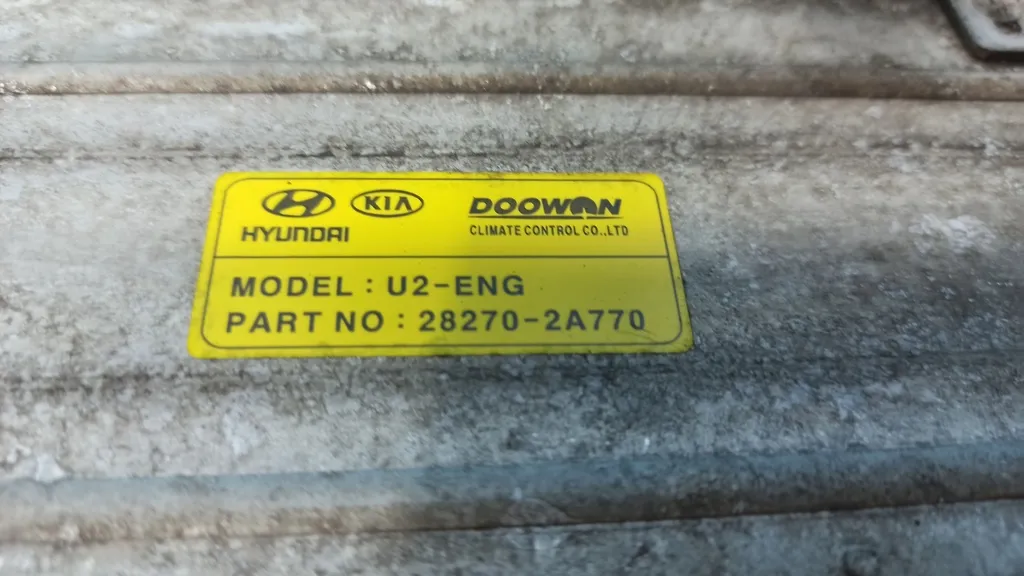 KIA DOOWON
HYUNDAI CLIMATE CONTROL CO.,LTD
MODEL : U2-ENG
PART NO : 28270-2A770